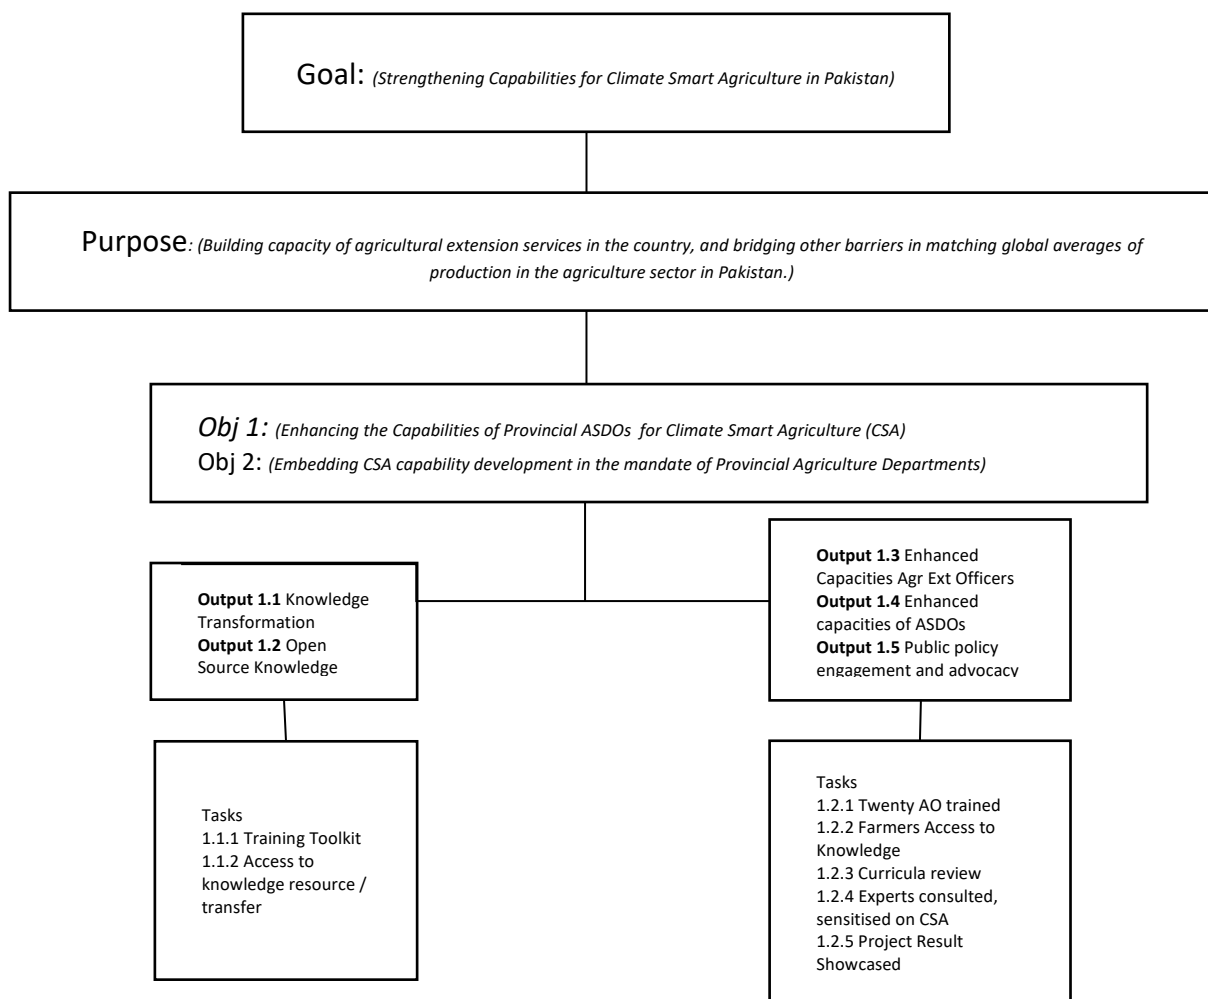 Goal: (Strengthening Capabilities for Climate Smart Agriculture in Pakistan)
Purpose: (Building capacity of agricultural extension services in the country, and bridging other barriers in matching global averages of
production in the agriculture sector in Pakistan.)
Obj 1: (Enhancing the Capabilities of Provincial ASDOs for Climate Smart Agriculture (CSA)
Obj 2: (Embedding CSA capability development in the mandate of Provincial Agriculture Departments)
Output 1.1 Knowledge
Transformation
Output 1.2 Open
Source Knowledge
Output 1.3 Enhanced
Capacities Agr Ext Officers
Output 1.4 Enhanced
capacities of ASDOs
Output 1.5 Public policy
engagement and advocacy
Tasks
1.1.1 Training Toolkit
1.1.2 Access to
knowledge resource /
transfer
Tasks
1.2.1 Twenty AO trained
1.2.2 Farmers Access to
Knowledge
1.2.3 Curricula review
1.2.4 Experts consulted,
sensitised on CSA
1.2.5 Project Result
Showcased